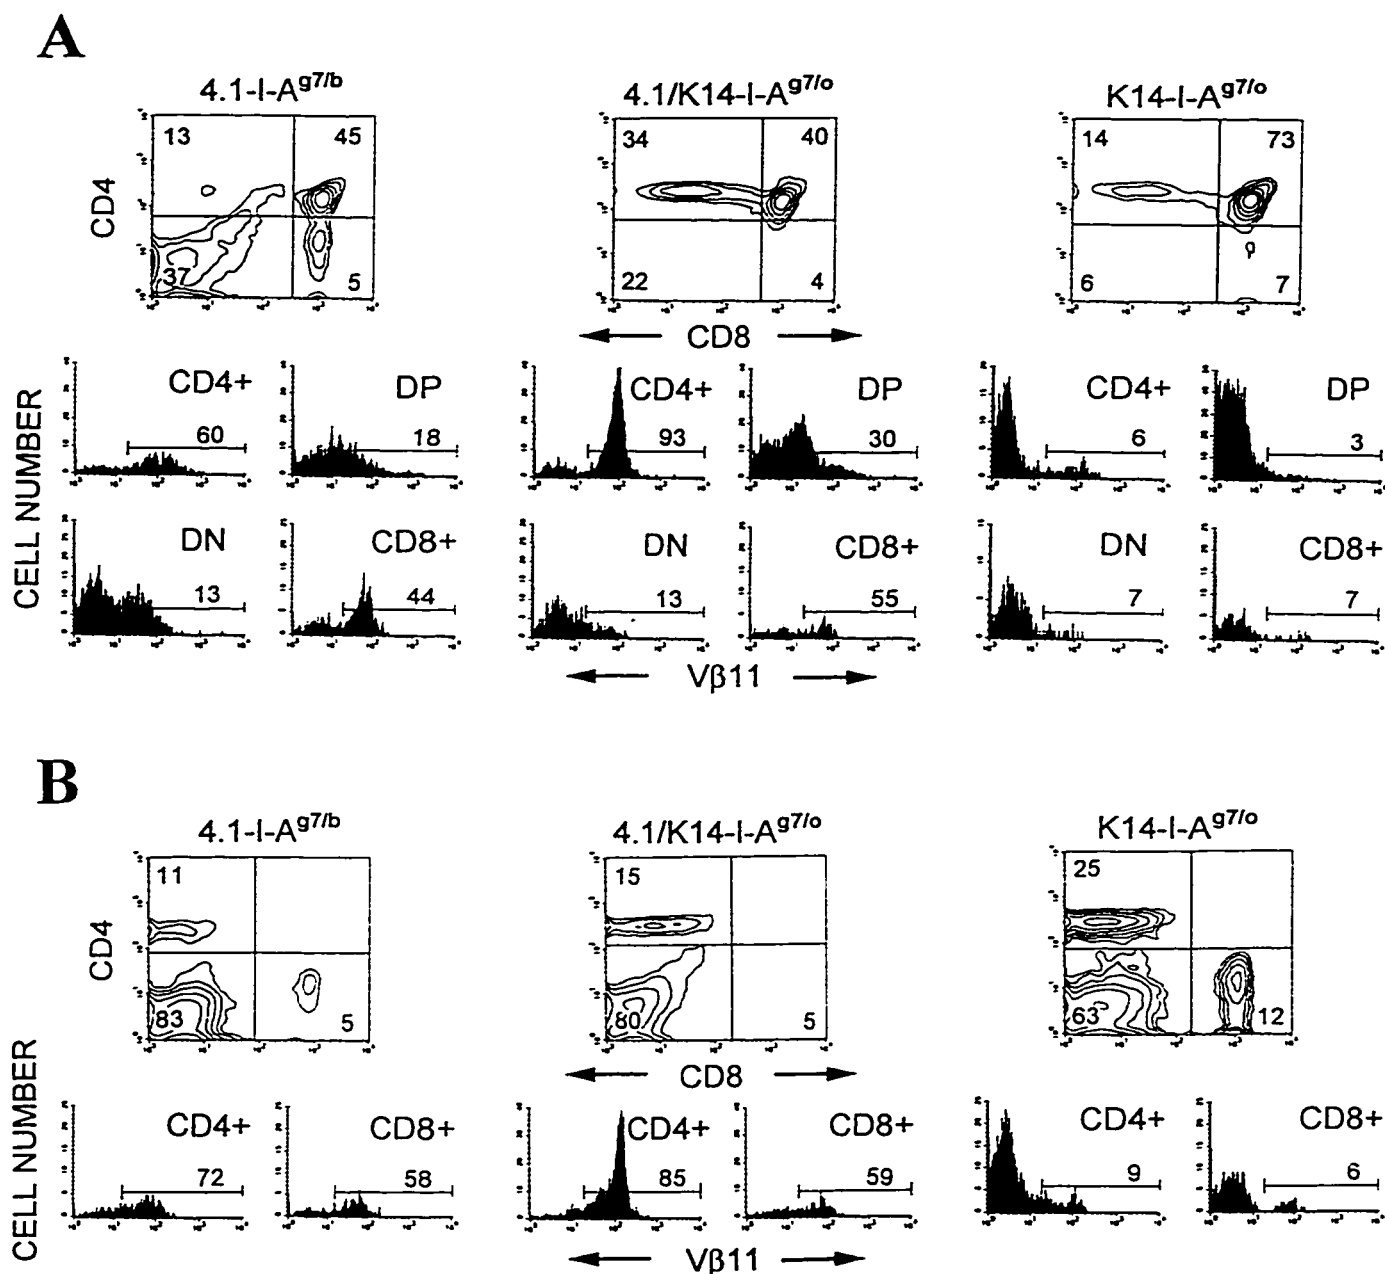 A
4.1-I-Ag7/b
4.1/K14-I-Ag7/o
K14-I-Ag7/o
13 45
34 40
14 73
CD4
37 5
22 4
6 7
CD8
CELL NUMBER
CD4+ DP
CD4+ DP
CD4+ DP
60 18
93 30
6 3
DN CD8+
DN CD8+
DN CD8+
13 44
13 55
7 7
Vβ11
B
4.1-I-Ag7/b
4.1/K14-I-Ag7/o
K14-I-Ag7/o
11
15
25
CD4
83 5
80 5
63 12
CD8
CELL NUMBER
CD4+ CD8+
CD4+ CD8+
CD4+ CD8+
72 58
85 59
9 6
Vβ11